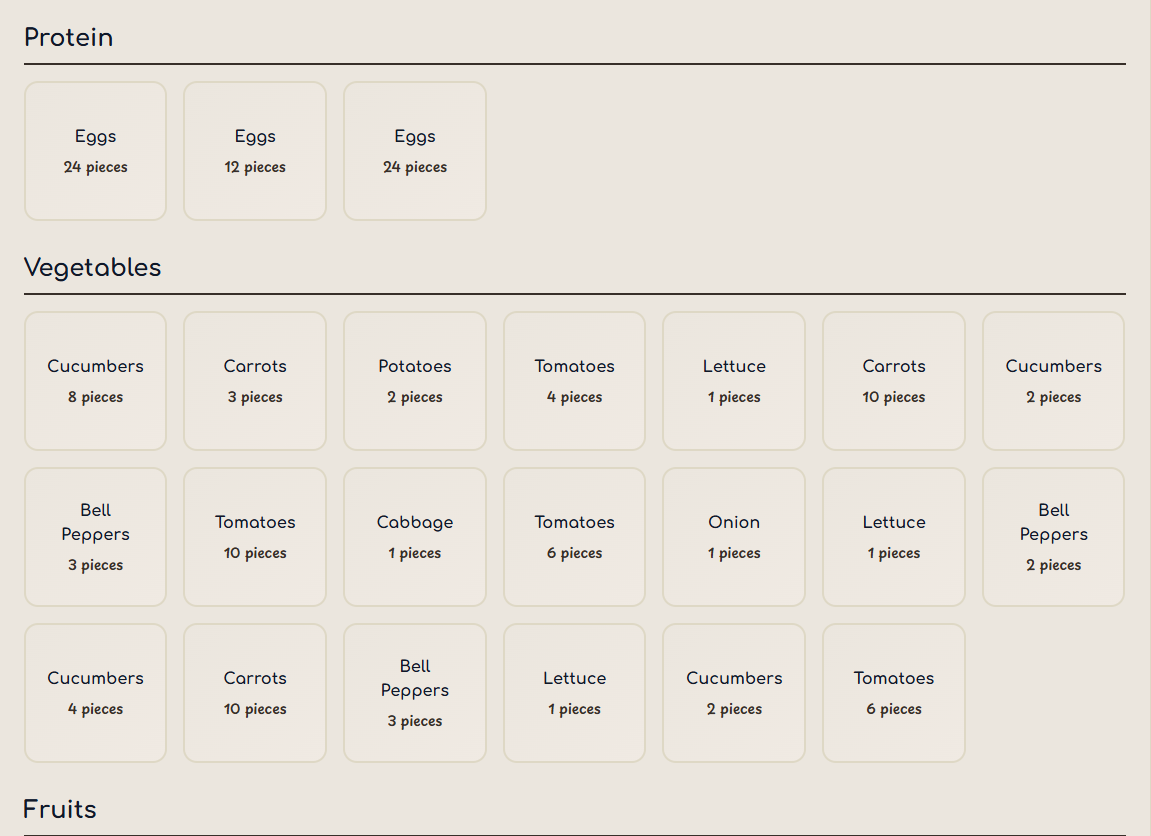 Protein
Eggs
24 pieces
Eggs
12 pieces
Eggs
24 pieces
Vegetables
Cucumbers
8 pieces
Carrots
3 pieces
Potatoes
2 pieces
Tomatoes
4 pieces
Lettuce
1 pieces
Carrots
10 pieces
Cucumbers
2 pieces
Bell
Peppers
3 pieces
Tomatoes
10 pieces
Cabbage
1 pieces
Tomatoes
6 pieces
Onion
1 pieces
Lettuce
1 pieces
Bell
Peppers
2 pieces
Cucumbers
4 pieces
Carrots
10 pieces
Bell
Peppers
3 pieces
Lettuce
1 pieces
Cucumbers
2 pieces
Tomatoes
6 pieces
Fruits